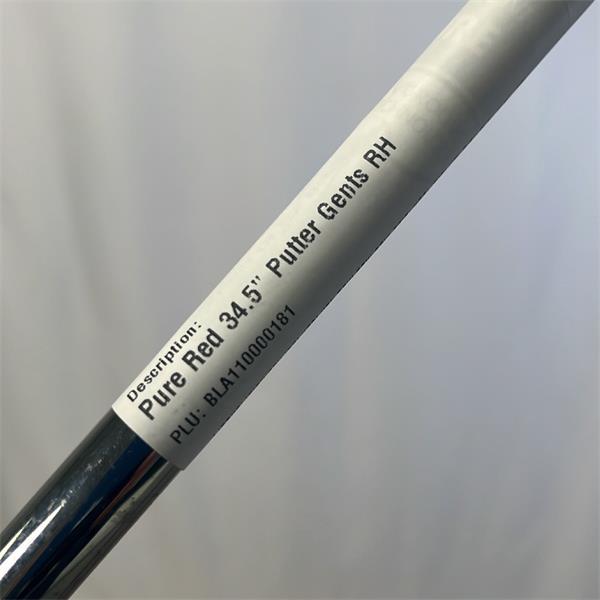 Description:
Pure Red 34.5" Putter Gents RH
PLU: BLA110000181